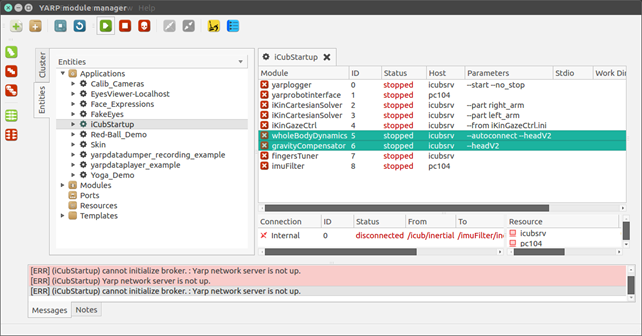 YARP module manager Help
Cluster
Entities
Entities
Applications
Calib_Cameras
EyesViewer-Localhost
Face_Expressions
FakeEyes
iCubStartup
Red-Ball_Demo
Skin
yarpdatadumper_recording_example
yarpdataplayer_example
Yoga_Demo
Modules
Ports
Resources
Templates
iCubStartup
Module ID Status Host Parameters Stdio Work Dir
yarplogger 0 stopped icubsrv --start --no_stop
yarprobotinterface 1 stopped pc104
iKinCartesianSolver 2 stopped icubsrv --part right_arm
iKinCartesianSolver 3 stopped icubsrv --part left_arm
iKinGazeCtrl 4 stopped icubsrv --from iKinGazeCtrl.ini
wholeBodyDynamics 5 stopped icubsrv --autoconnect --headV2
gravityCompensator 6 stopped icubsrv --headV2
fingersTuner 7 stopped icubsrv
imuFilter 8 stopped pc104
Connection ID Status From To
Internal 0 disconnected /icub/inertial /imuFilter/in
Resource
icubsrv
pc104
[ERR] (iCubStartup) cannot initialize broker. : Yarp network server is not up.
[ERR] (iCubStartup) Yarp network server is not up.
[ERR] (iCubStartup) cannot initialize broker. : Yarp network server is not up.
Messages Notes